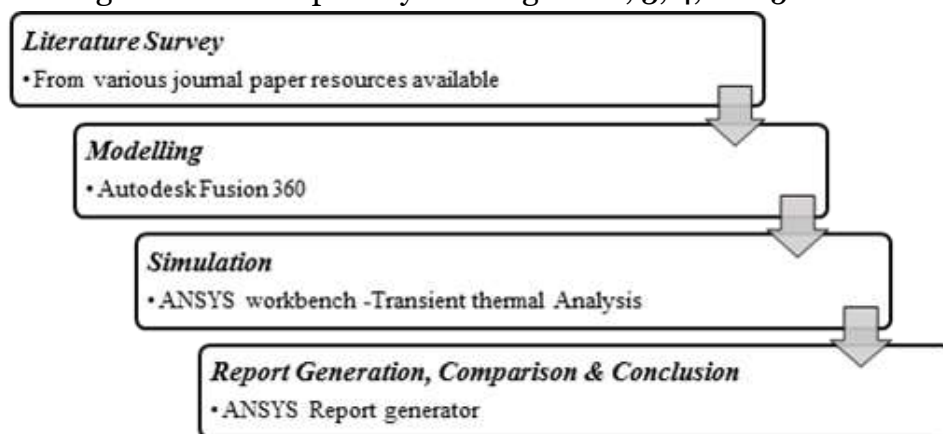 Literature Survey
• From various journal paper resources available
Modelling
• Autodesk Fusion 360
Simulation
• ANSYS workbench -Transient thermal Analysis
Report Generation, Comparison & Conclusion
• ANSYS Report generator